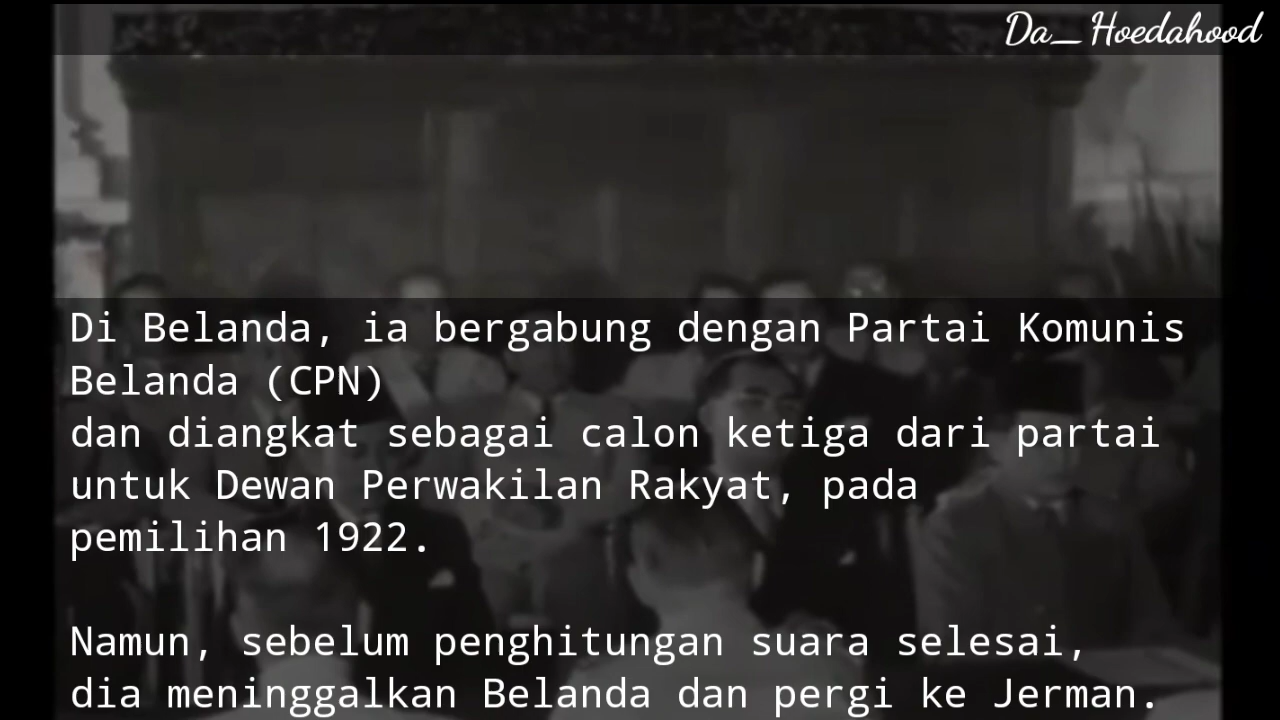 Da_Hoedahood
Di Belanda, ia bergabung dengan Partai Komunis
Belanda (CPN)
dan diangkat sebagai calon ketiga dari partai
untuk Dewan Perwakilan Rakyat, pada
pemilihan 1922.
Namun, sebelum penghitungan suara selesai,
dia meninggalkan Belanda dan pergi ke Jerman.